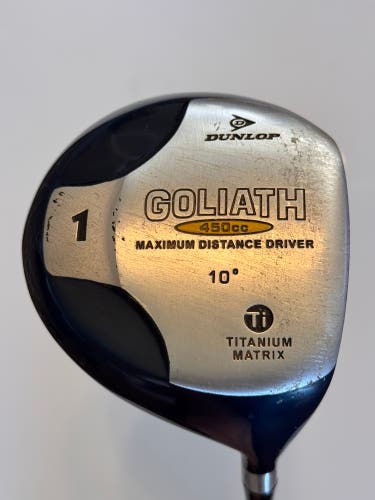 DUNLOP
GOLIATH
450cc
MAXIMUM DISTANCE DRIVER
1
10°
Ti
TITANIUM
MATRIX